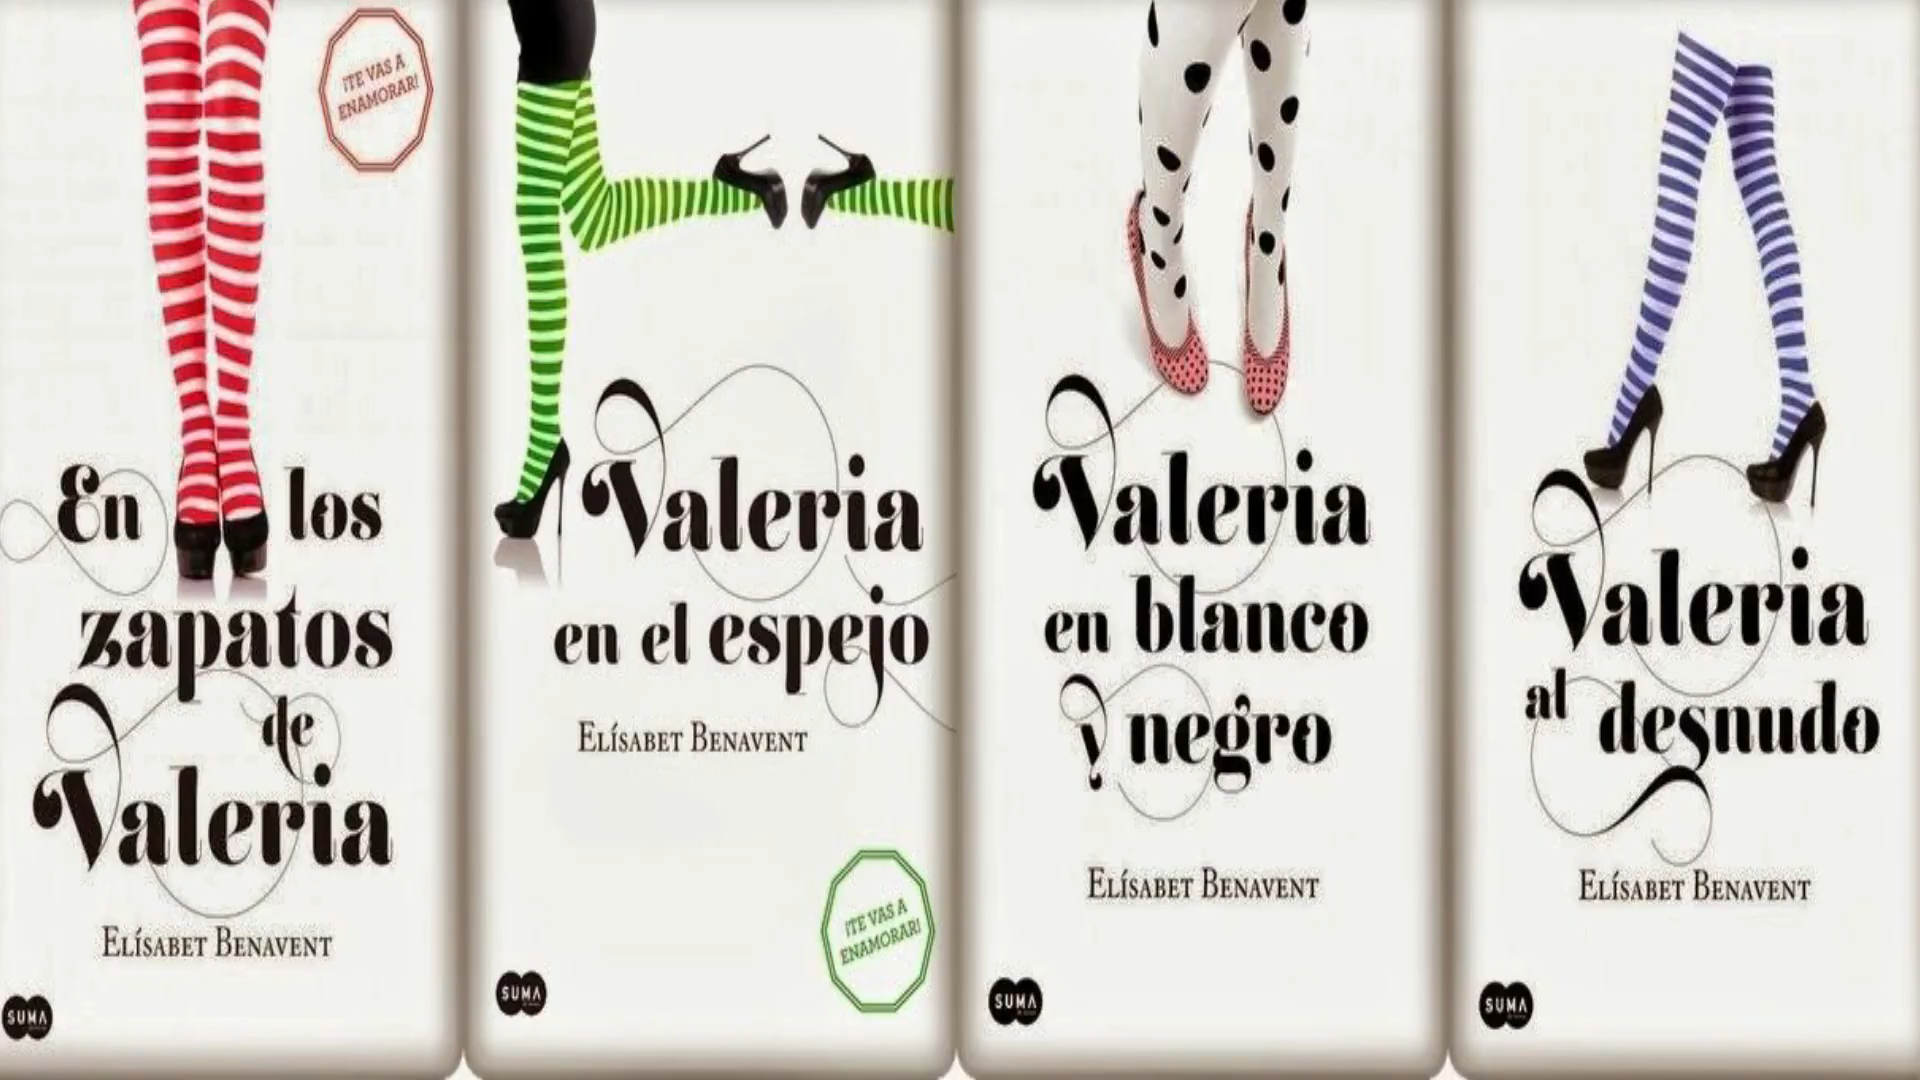 ¡TE VAS A
ENAMORAR!
En los
zapatos
de
Valeria
ELÍSABET BENAVENT
SUMA
Valeria
en el espejo
ELÍSABET BENAVENT
¡TE VAS A
ENAMORAR!
SUMA
Valeria
en blanco
y negro
ELÍSABET BENAVENT
SUMA
Valeria
al desnudo
ELÍSABET BENAVENT
SUMA